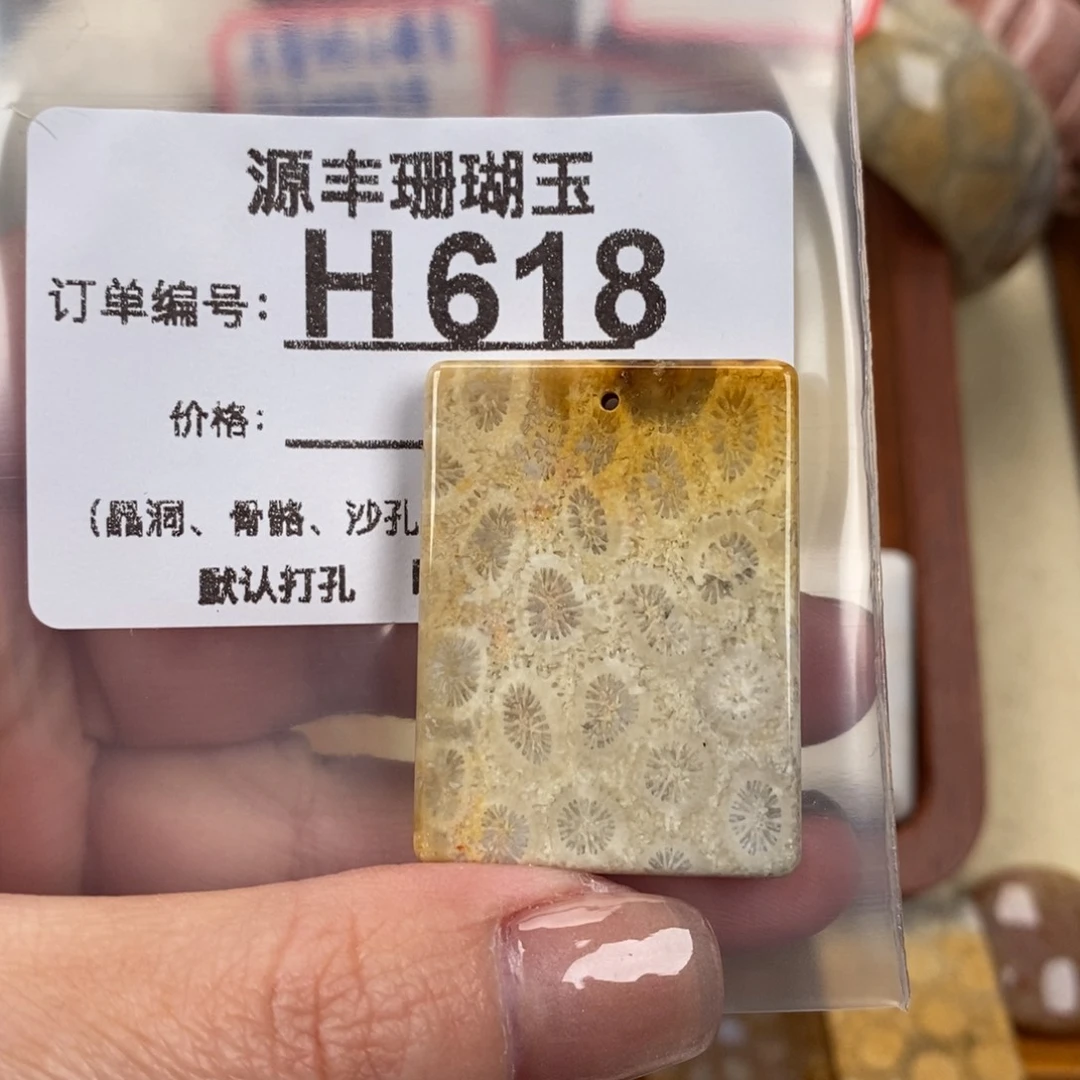 源丰珊瑚玉
订单编号: H618
价格:
(晶洞、骨骼、沙孔
默认打孔